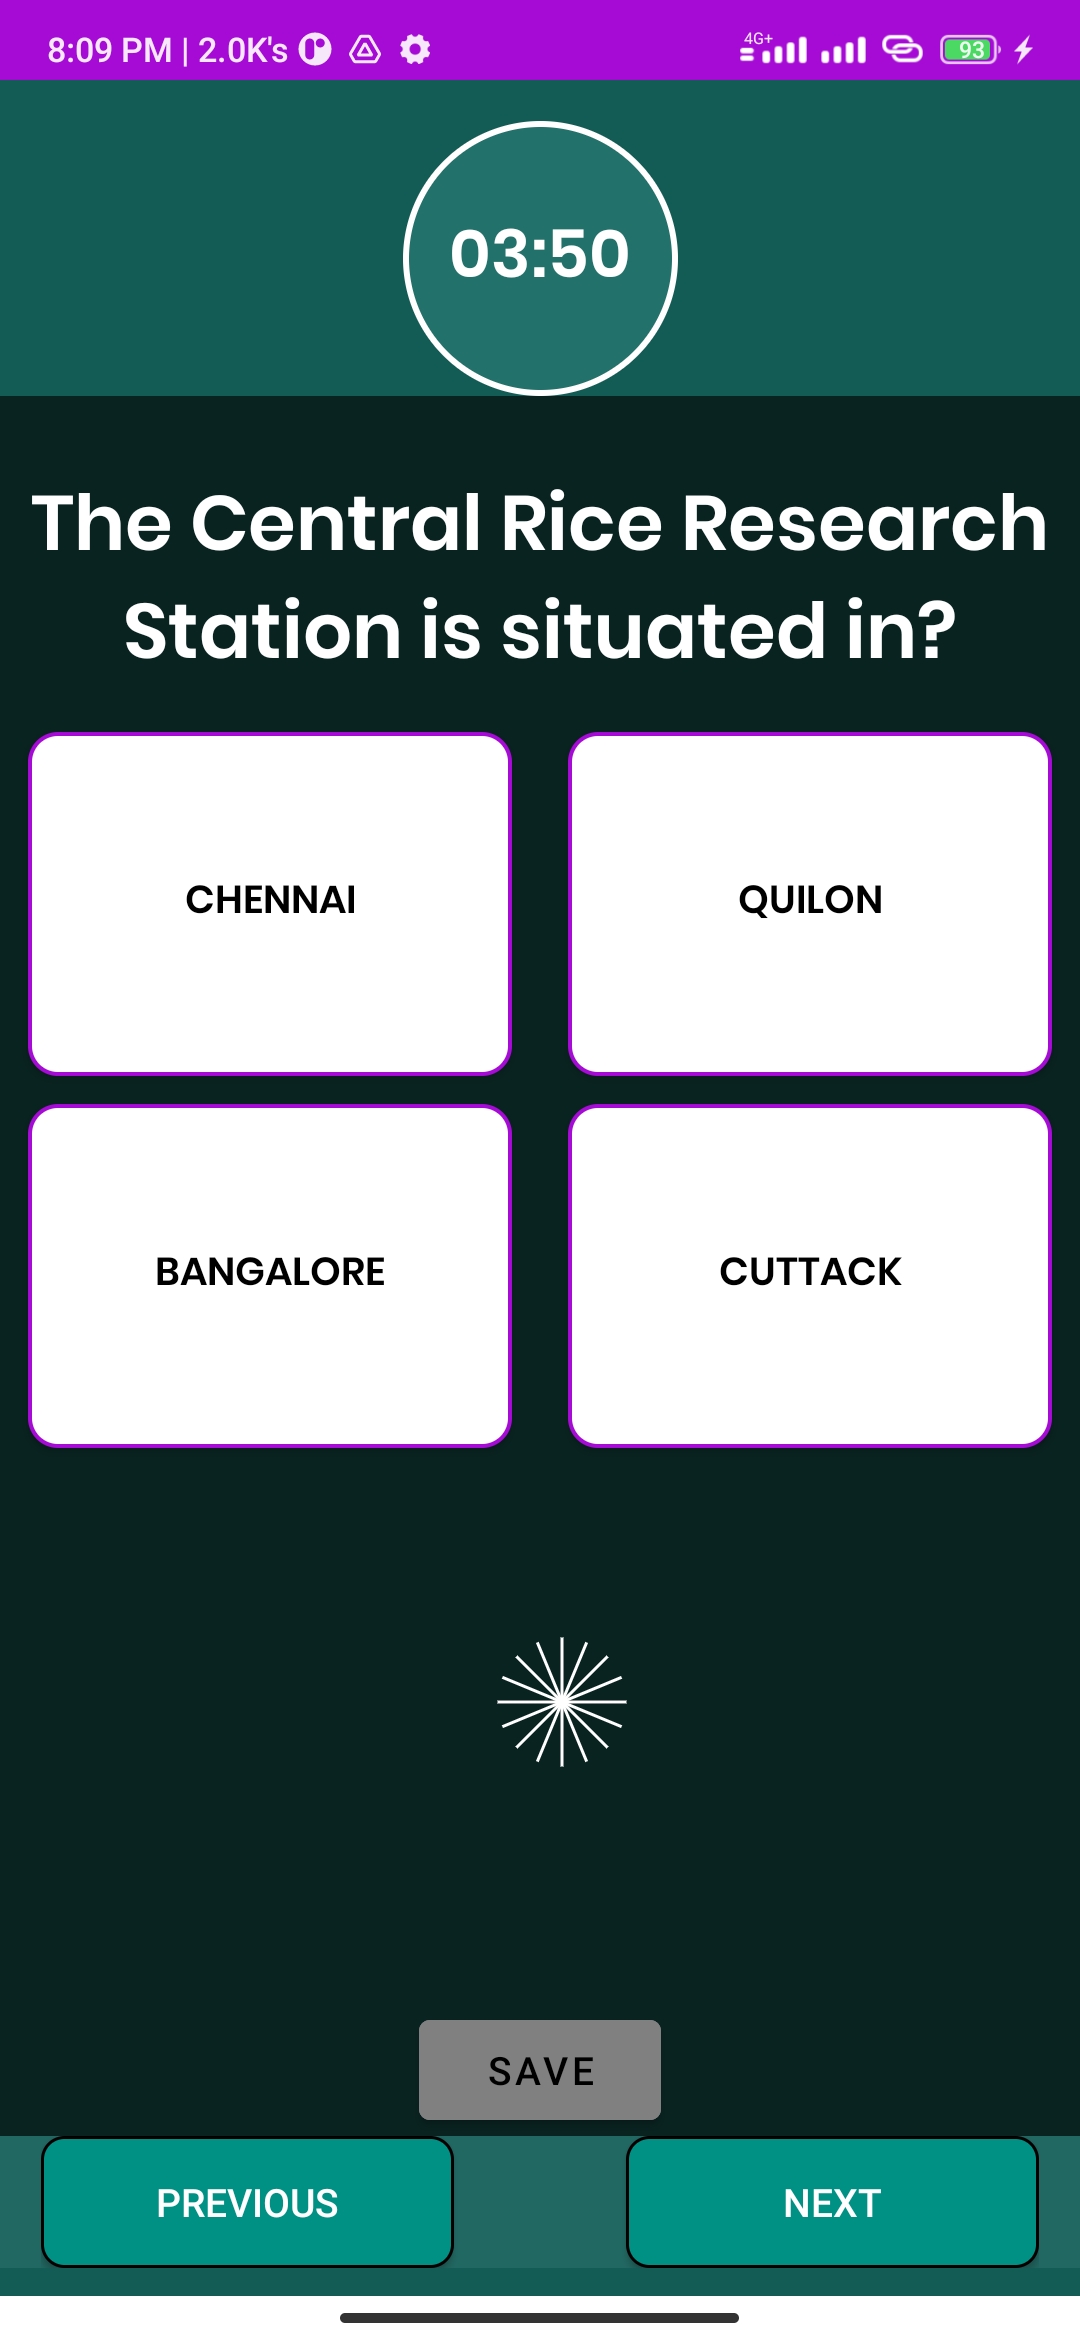 8:09 PM | 2.0K's 4G+ 93
03:50
The Central Rice Research
Station is situated in?
CHENNAI QUILON
BANGALORE CUTTACK
SAVE
PREVIOUS NEXT